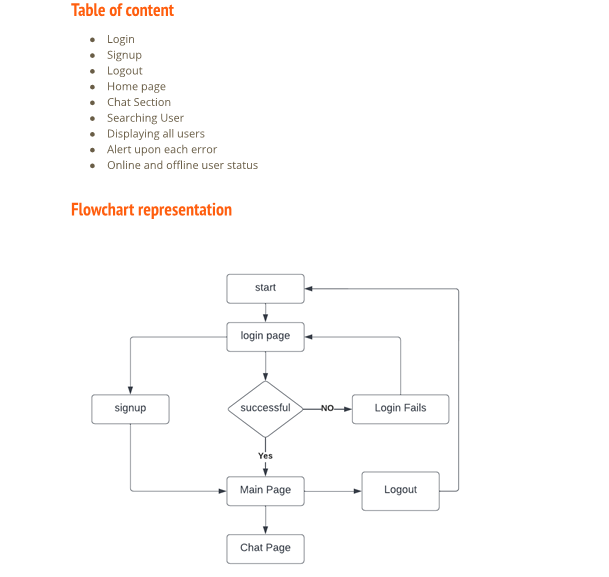 Table of content
● Login
● Signup
● Logout
● Home page
● Chat Section
● Searching User
● Displaying all users
● Alert upon each error
● Online and offline user status
Flowchart representation
start
login page
signup
successful
NO
Login Fails
Yes
Main Page
Logout
Chat Page